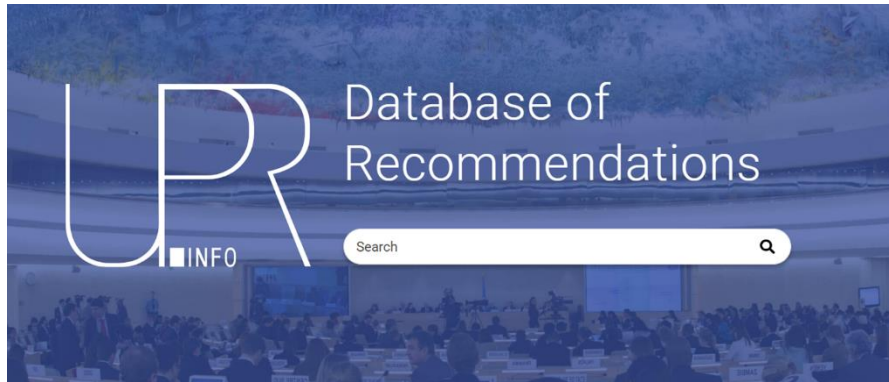 UPR
Database of
Recommendations
Search
INFO